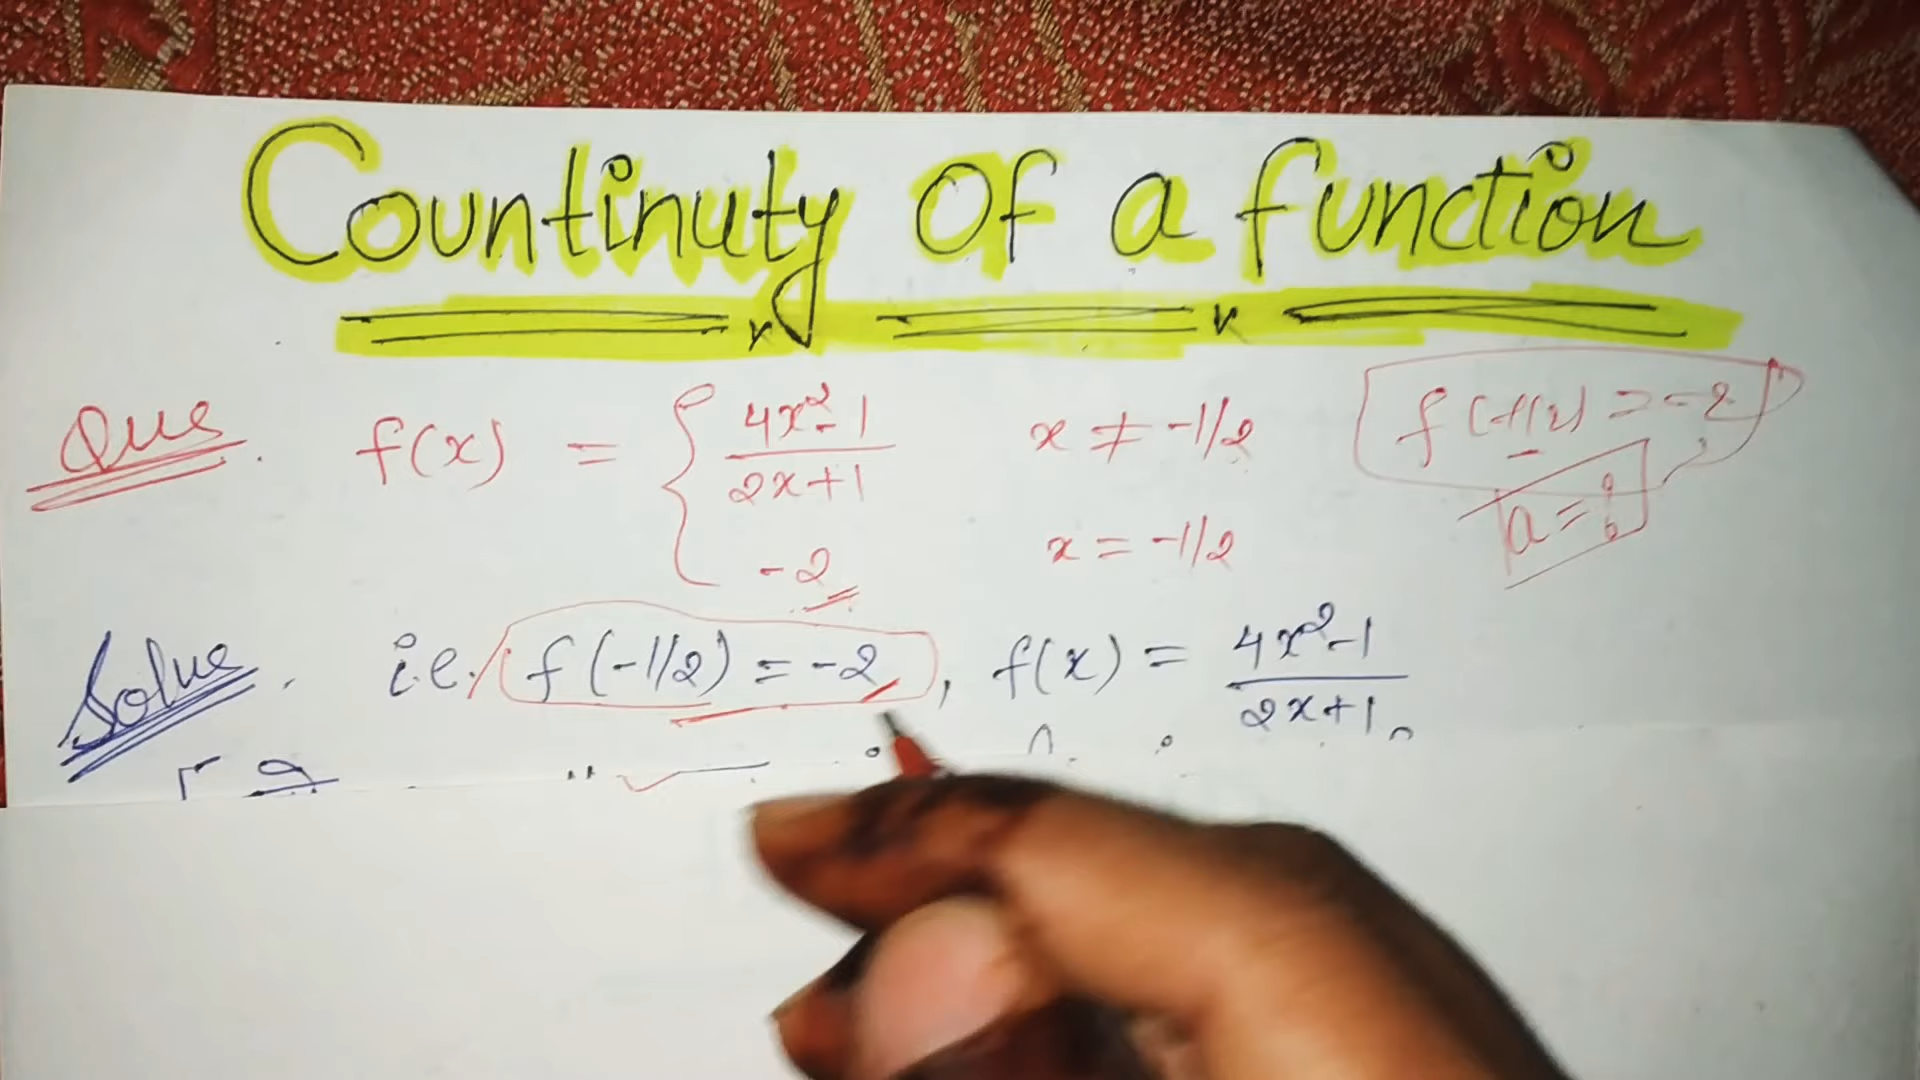 Countinuty Of a function
Que. f(x) = { 4x²-1 / 2x+1 x ≠ -1/2
-2 x = -1/2
f(-1/2) = -2
a = ?
Solue. i.e. f(-1/2) = -2, f(x) = 4x²-1 / 2x+1